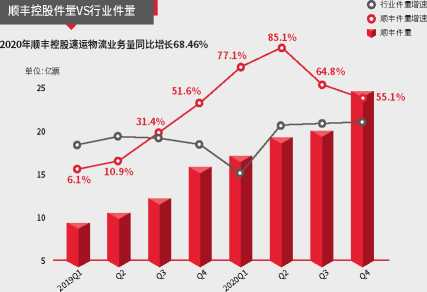 顺丰控股件量VS行业件量
行业件量增速
顺丰件量增速
顺丰件量
2020年顺丰控股速运物流业务量同比增长68.46%
单位:亿票
25
20
15
10
5
6.1%
10.9%
31.4%
51.6%
77.1%
85.1%
64.8%
55.1%
2019Q1
Q2
Q3
Q4
2020Q1
Q2
Q3
Q4